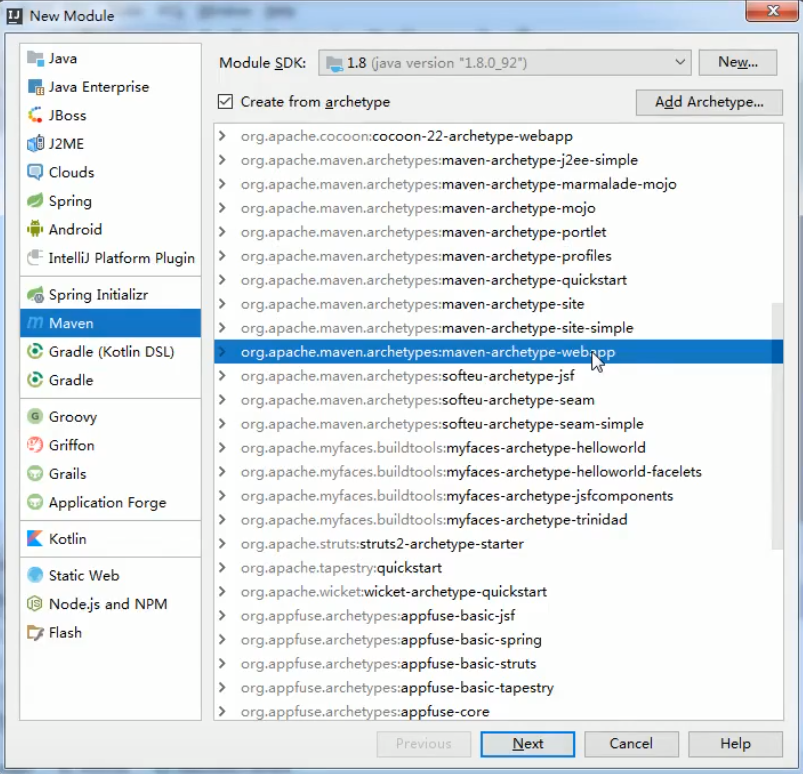 New Module
Java
Java Enterprise
JBoss
J2ME
Clouds
Spring
Android
IntelliJ Platform Plugin
Spring Initializr
Maven
Gradle (Kotlin DSL)
Gradle
Groovy
Griffon
Grails
Application Forge
Kotlin
Static Web
Node.js and NPM
Flash
Module SDK: 1.8 (java version "1.8.0_92") New...
Create from archetype Add Archetype...
org.apache.cocoon:cocoon-22-archetype-webapp
org.apache.maven.archetypes:maven-archetype-j2ee-simple
org.apache.maven.archetypes:maven-archetype-marmalade-mojo
org.apache.maven.archetypes:maven-archetype-mojo
org.apache.maven.archetypes:maven-archetype-portlet
org.apache.maven.archetypes:maven-archetype-profiles
org.apache.maven.archetypes:maven-archetype-quickstart
org.apache.maven.archetypes:maven-archetype-site
org.apache.maven.archetypes:maven-archetype-site-simple
org.apache.maven.archetypes:maven-archetype-webapp
org.apache.maven.archetypes:softeu-archetype-jsf
org.apache.maven.archetypes:softeu-archetype-seam
org.apache.maven.archetypes:softeu-archetype-seam-simple
org.apache.myfaces.buildtools:myfaces-archetype-helloworld
org.apache.myfaces.buildtools:myfaces-archetype-helloworld-facelets
org.apache.myfaces.buildtools:myfaces-archetype-jsfcomponents
org.apache.myfaces.buildtools:myfaces-archetype-trinidad
org.apache.struts:struts2-archetype-starter
org.apache.tapestry:quickstart
org.apache.wicket:wicket-archetype-quickstart
org.appfuse.archetypes:appfuse-basic-jsf
org.appfuse.archetypes:appfuse-basic-spring
org.appfuse.archetypes:appfuse-basic-struts
org.appfuse.archetypes:appfuse-basic-tapestry
org.appfuse.archetypes:appfuse-core
Previous Next Cancel Help